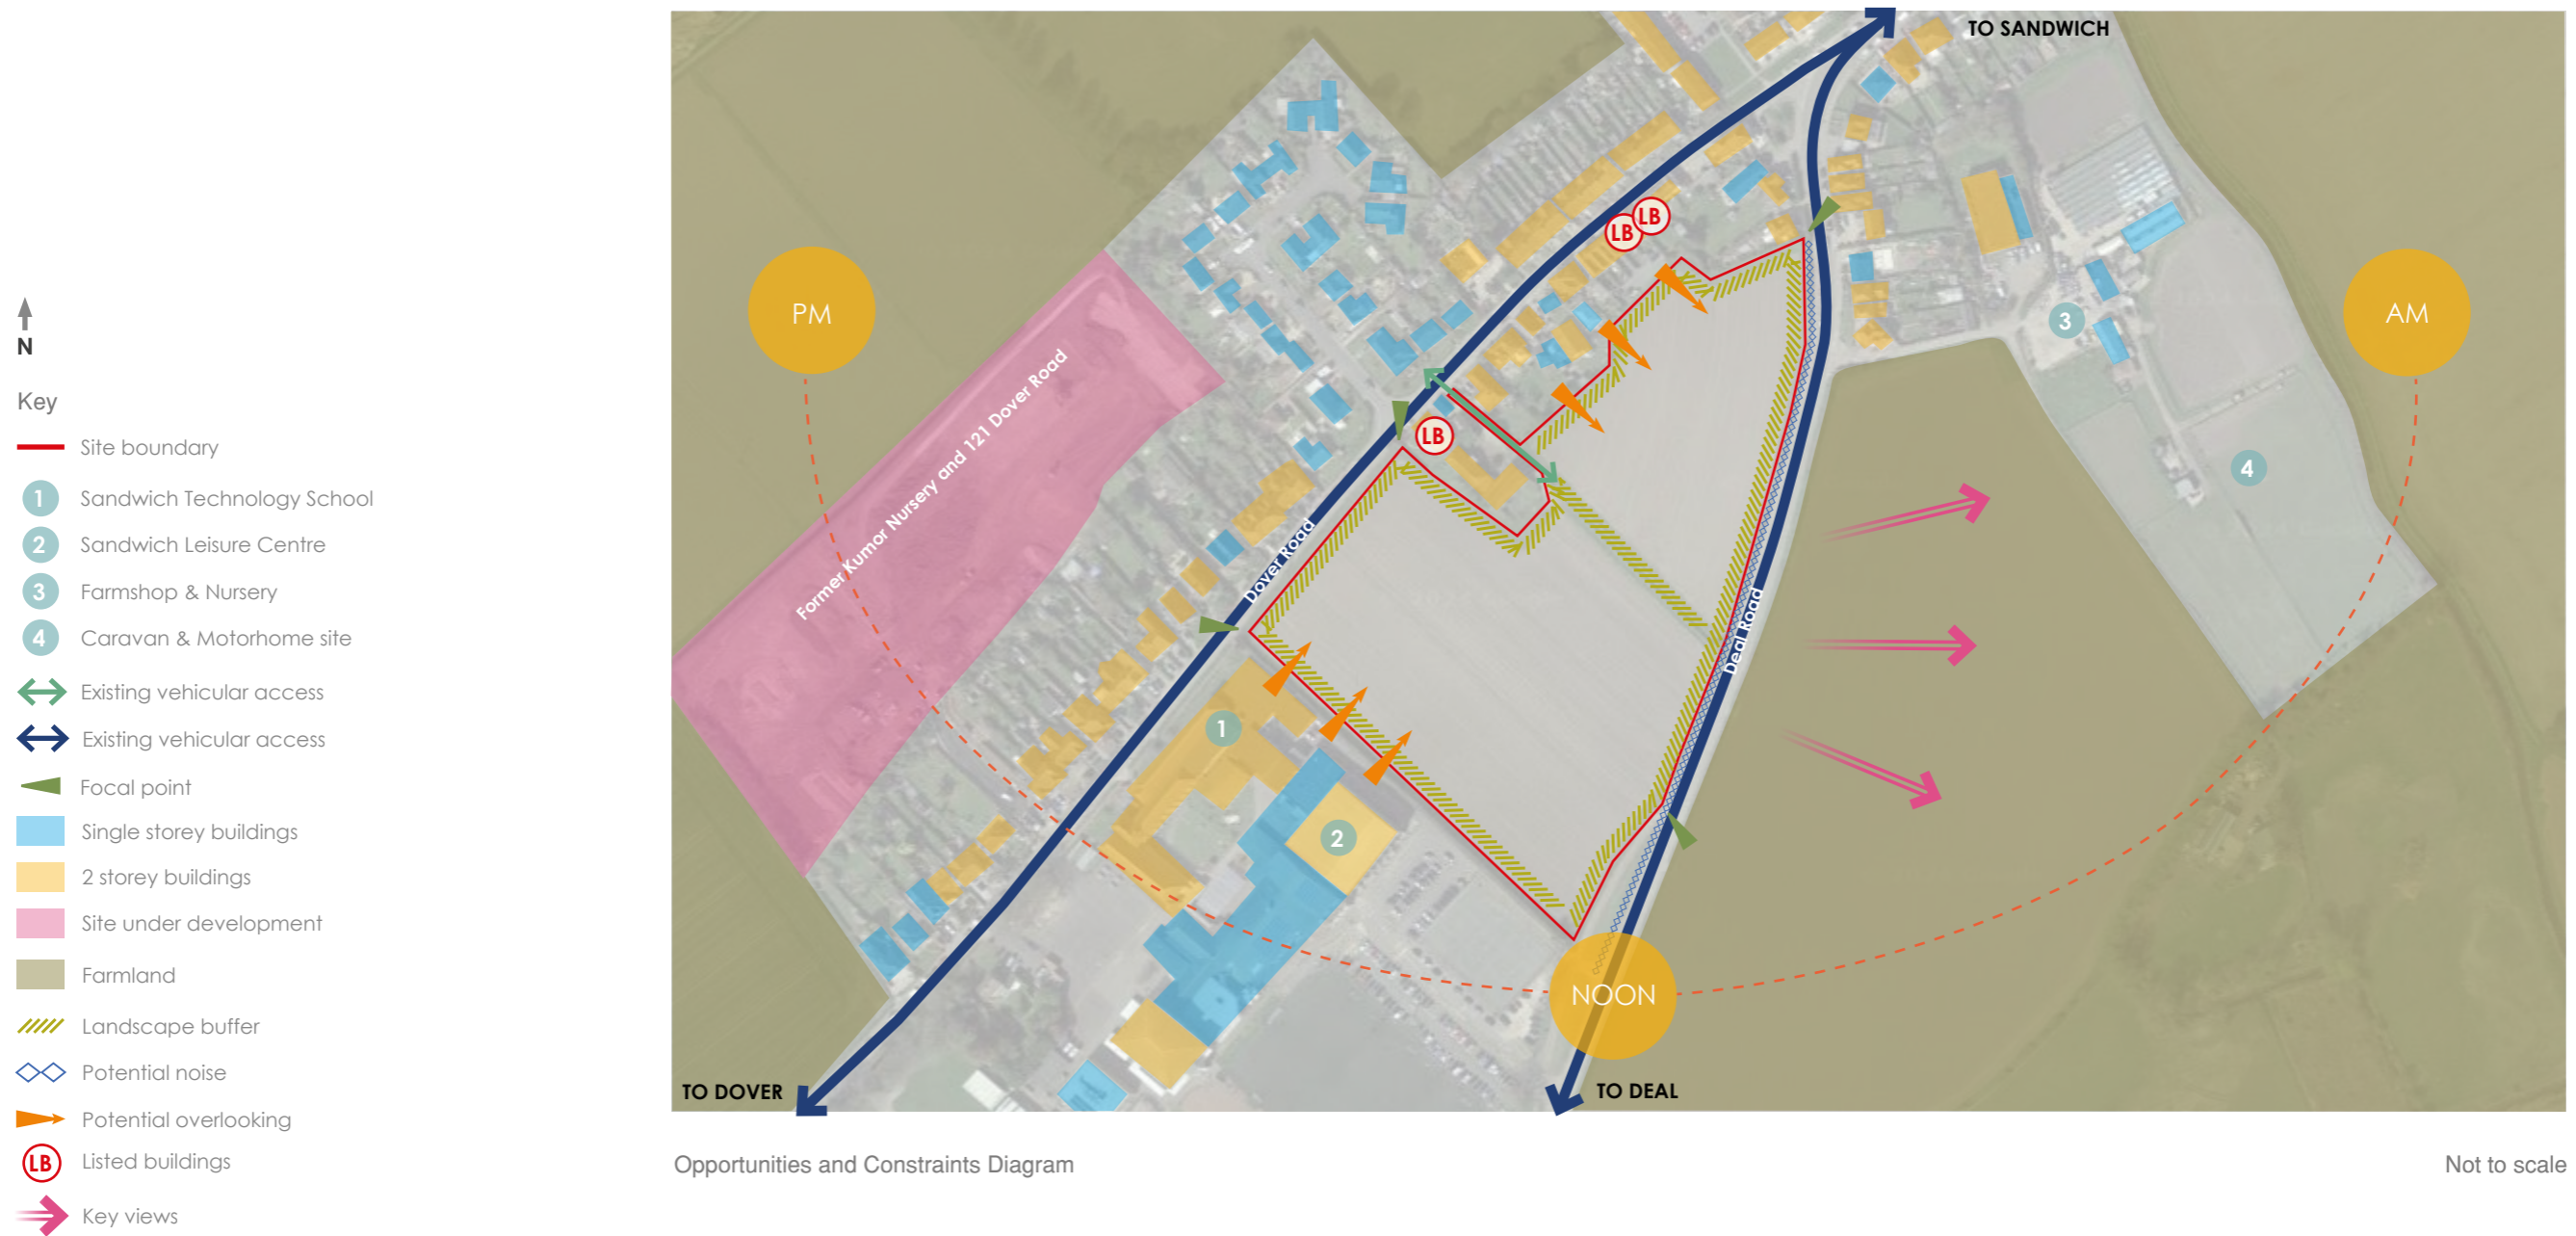 N
Key
Site boundary
1 Sandwich Technology School
2 Sandwich Leisure Centre
3 Farmshop & Nursery
4 Caravan & Motorhome site
Existing vehicular access
Existing vehicular access
Focal point
Single storey buildings
2 storey buildings
Site under development
Farmland
Landscape buffer
Potential noise
Potential overlooking
LB Listed buildings
Key views
TO SANDWICH
LB
LB
PM
AM
3
Former Kumor Nursery and 121 Dover Road
LB
4
Dover Road
Deal Road
1
2
NOON
TO DOVER
TO DEAL
Opportunities and Constraints Diagram
Not to scale